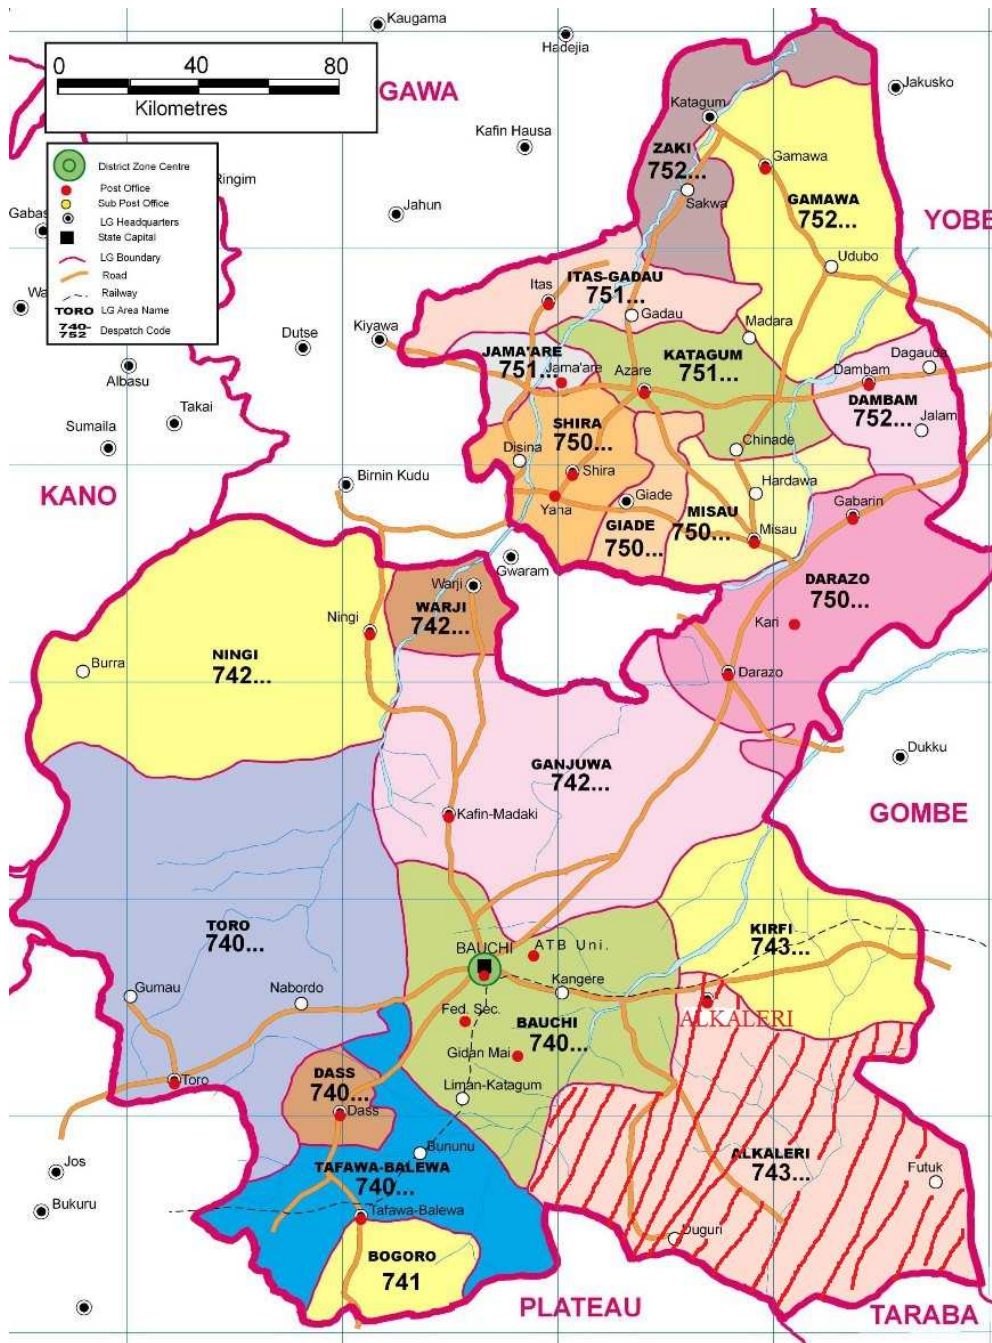 Kaugama
Hadejia
0 40 80
Kilometres
GAWA
Jakusko
Katagum
Kafin Hausa
ZAKI
752...
Gamawa
District Zone Centre
Post Office
Sub Post Office
LG Headquarters
State Capital
LG Boundary
Road
Railway
TORO LG Area Name
740-
752 Despatch Code
Ringim
Jahun
Sakwa
GAMAWA
752...
YOBE
Gabas
Udubo
Wa
ITAS-GADAU
751...
Itas
Gadau
Madara
Dutse
Kiyawa
JAMA'ARE
751...
Jama'are
Azare
KATAGUM
751...
Dagauda
Dambam
DAMBAM
752...
Jalam
Albasu
Takai
Sumaila
SHIRA
750...
Disina
Chinade
KANO
Birnin Kudu
Shira
Yana
Giade
GIADE
750...
MISAU
750...
Hardawa
Misau
Gabarin
Gwaram
Warji
WARJI
742...
DARAZO
750...
Kari
Ningi
NINGI
742...
Burra
Darazo
GANJUWA
742...
Dukku
Kafin-Madaki
GOMBE
TORO
740...
BAUCHI
ATB Uni.
KIRFI
743...
Gumau
Nabordo
Kangere
Fed. Sec.
BAUCHI
740...
ALKALERI
Gidan Mai
Toro
DASS
740...
Dass
Liman-Katagum
Jos
Bukuru
TAFAWA-BALEWA
740...
Bununu
ALKALERI
743...
Futuk
Tafawa-Balewa
Duguri
BOGORO
741
PLATEAU
TARABA